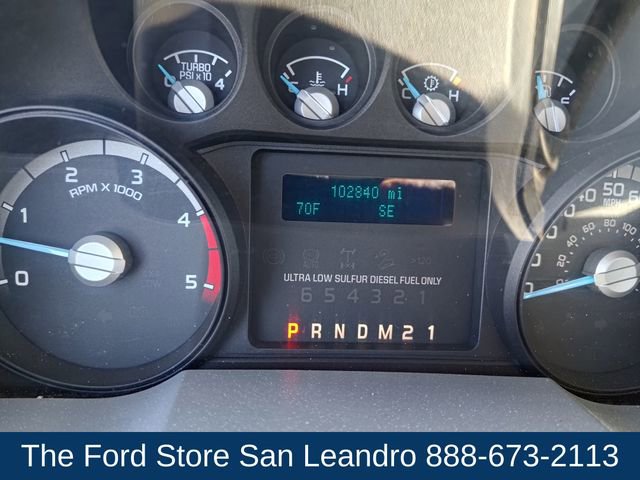 TURBO
PSI x 10
0 4
C H
C H
E F
0 1 2 3 4 5
RPM X 1000
102840 mi
70F SE
>120
ULTRA LOW SULFUR DIESEL FUEL ONLY
6 5 4 3 2 1
P R N D M 2 1
50
MPH
80 100
The Ford Store San Leandro 888-673-2113